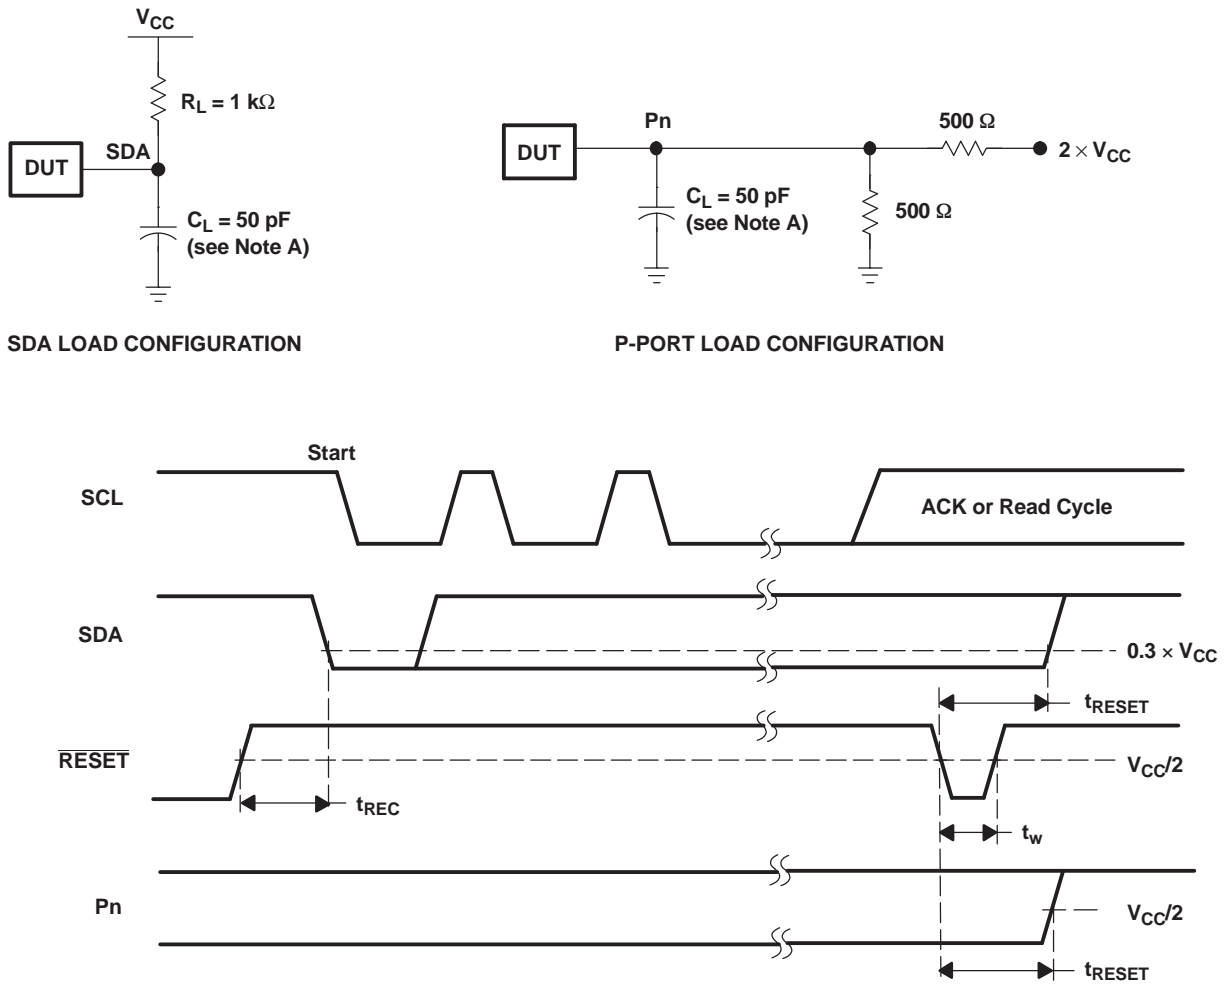 VCC
RL = 1 kΩ
DUT
SDA
CL = 50 pF
(see Note A)
SDA LOAD CONFIGURATION
DUT
Pn
500 Ω
2 × VCC
CL = 50 pF
(see Note A)
500 Ω
P-PORT LOAD CONFIGURATION
Start
SCL
ACK or Read Cycle
SDA
0.3 × VCC
tRESET
RESET
VCC/2
tREC
tw
Pn
VCC/2
tRESET